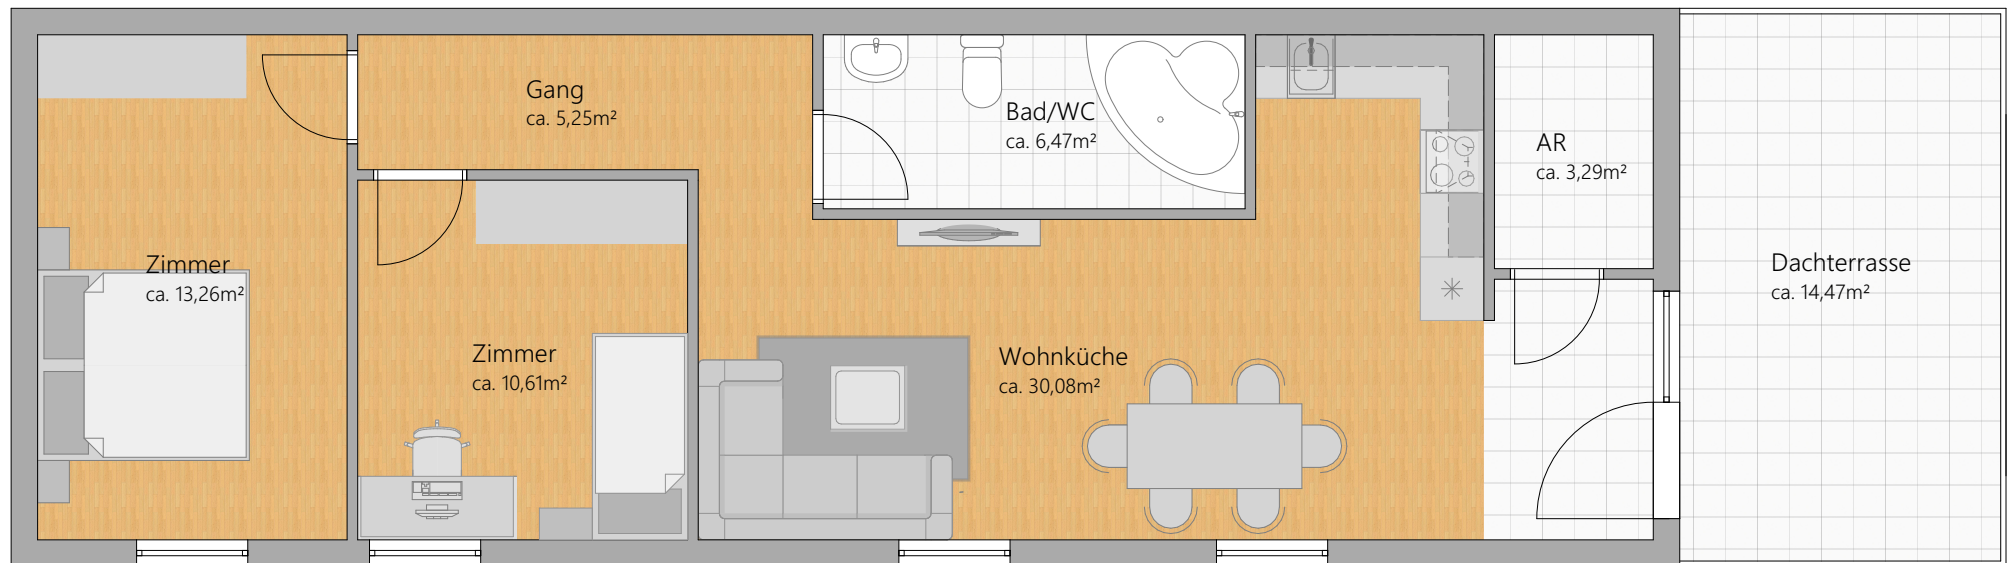 Gang
ca. 5,25m²
Bad/WC
ca. 6,47m²
AR
ca. 3,29m²
Zimmer
ca. 13,26m²
Dachterrasse
ca. 14,47m²
Zimmer
ca. 10,61m²
Wohnküche
ca. 30,08m²